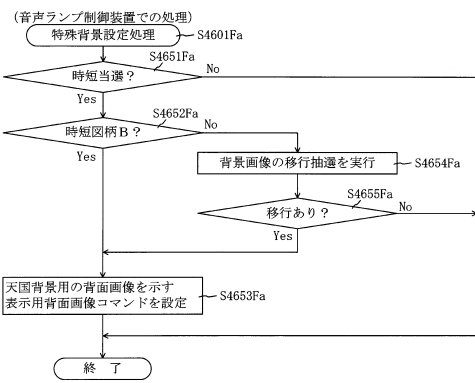 (音声ランプ制御装置での処理)
特殊背景設定処理 S4601Fa
時短当選? S4651Fa
No
Yes
時短図柄B? S4652Fa
No
Yes
背景画像の移行抽選を実行 S4654Fa
移行あり? S4655Fa
No
Yes
天国背景用の背面画像を示す
表示用背面画像コマンドを設定 S4653Fa
終 了